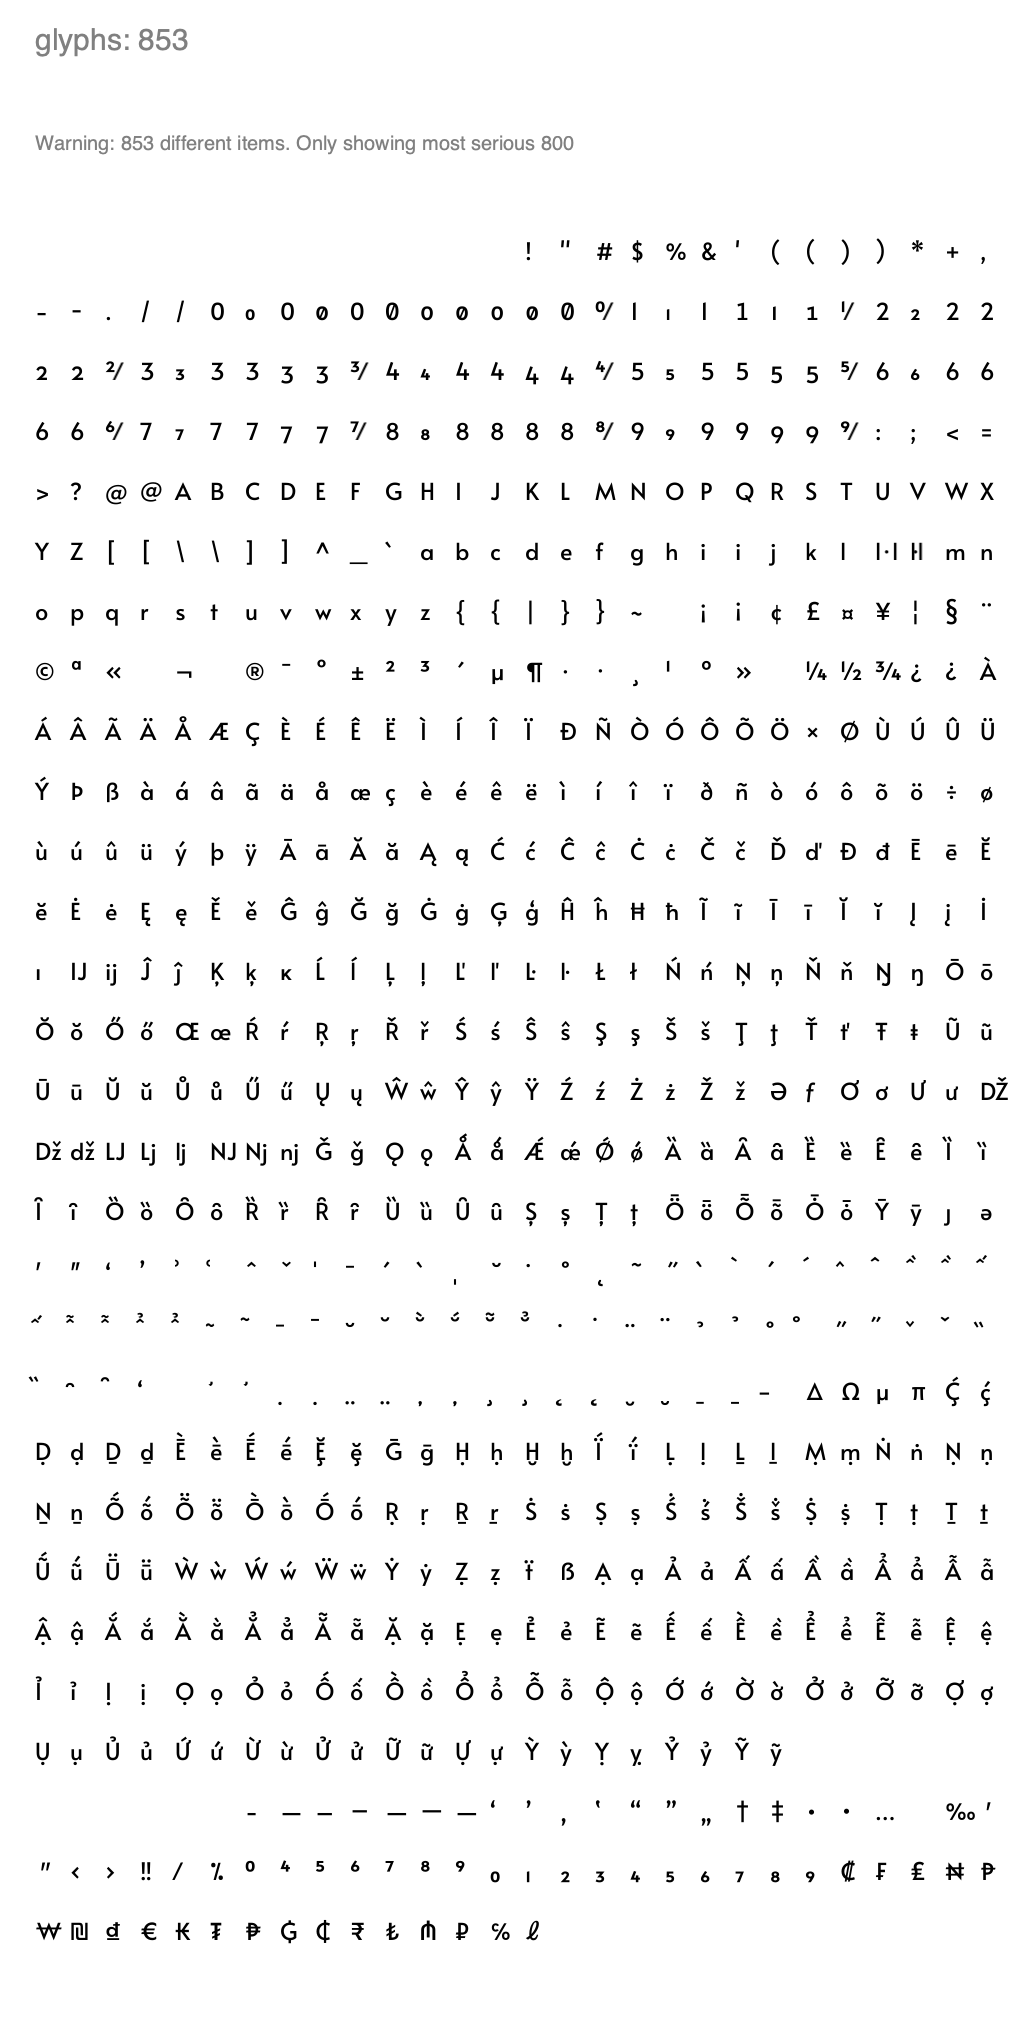 glyphs: 853
Warning: 853 different items. Only showing most serious 800
! " # $ % & ' ( ( ) ) * + ,
- - . / / 0 ₀ 0 0 0 0 0 0 0 0 0 ⁰⁄ 1 ₁ 1 1 1 1 ¹⁄ 2 ₂ 2 2
2 2 ²⁄ 3 ₃ 3 3 3 3 ³⁄ 4 ₄ 4 4 4 4 ⁴⁄ 5 ₅ 5 5 5 5 ⁵⁄ 6 ₆ 6 6
6 6 ⁶⁄ 7 ₇ 7 7 7 7 ⁷⁄ 8 ₈ 8 8 8 8 ⁸⁄ 9 ₉ 9 9 9 9 ⁹⁄ : ; < =
> ? @ @ A B C D E F G H I J K L M N O P Q R S T U V W X
Y Z [ [ \ \ ] ] ^ _ ` a b c d e f g h i i j k l l·l ŀl m n
o p q r s t u v w x y z { { | } } ~ ¡ ¡ ¢ £ ¤ ¥ ¦ § ¨
© ª « ¬ ® ¯ ° ± ² ³ ´ µ ¶ · · ¸ ¹ º » ¼ ½ ¾ ¿ ¿ À
Á Â Ã Ä Å Æ Ç È É Ê Ë Ì Í Î Ï Ð Ñ Ò Ó Ô Õ Ö × Ø Ù Ú Û Ü
Ý Þ ß à á â ã ä å æ ç è é ê ë ì í î ï ð ñ ò ó ô õ ö ÷ ø
ù ú û ü ý þ ÿ Ā ā Ă ă Ą ą Ć ć Ĉ ĉ Ċ ċ Č č Ď ď Đ đ Ē ē Ĕ
ĕ Ė ė Ę ę Ě ě Ĝ ĝ Ğ ğ Ġ ġ Ģ ģ Ĥ ĥ Ħ ħ Ĩ ĩ Ī ī Ĭ ĭ Į į İ
ı Ĳ ĳ Ĵ ĵ Ķ ķ ĸ Ĺ ĺ Ļ ļ Ľ ľ Ŀ ŀ Ł ł Ń ń Ņ ņ Ň ň Ŋ ŋ Ō ō
Ŏ ŏ Ő ő Œ œ Ŕ ŕ Ŗ ŗ Ř ř Ś ś Ŝ ŝ Ş ş Š š Ţ ţ Ť ť Ŧ ŧ Ũ ũ
Ū ū Ŭ ŭ Ů ů Ű ű Ų ų Ŵ ŵ Ŷ ŷ Ÿ Ź ź Ż ż Ž ž Ə ƒ Ơ ơ Ư ư Ǆ
ǅ ǆ Ǉ ǈ ǉ Ǌ ǋ ǌ Ǧ ǧ Ǫ ǫ Ǻ ǻ Ǽ ǽ Ǿ ǿ Ȁ ȁ Ȃ ȃ Ȅ ȅ Ȇ ȇ Ȉ ȉ
Ȋ ȋ Ȍ ȍ Ȏ ȏ Ȑ ȑ Ȓ ȓ Ȕ ȕ Ȗ ȗ Ș ș Ț ț Ȫ ȫ Ȭ ȭ Ȱ ȱ Ȳ ȳ ȷ ə
– ∆ Ω µ π Ḉ ḉ
Ḍ ḍ Ḏ ḏ Ḕ ḕ Ḗ ḗ Ḝ ḝ Ḡ ḡ Ḥ ḥ Ḫ ḫ Ḯ ḯ Ḷ ḷ Ḻ ḻ Ṃ ṃ Ṅ ṅ Ṇ ṇ
Ṉ ṉ Ṍ ṍ Ṏ ṏ Ṑ ṑ Ṓ ṓ Ṛ ṛ Ṟ ṟ Ṡ ṡ Ṣ ṣ Ṥ ṥ Ṧ ṧ Ṩ ṩ Ṭ ṭ Ṯ ṯ
Ṹ ṹ Ṻ ṻ Ẁ ẁ Ẃ ẃ Ẅ ẅ Ẏ ẏ Ẓ ẓ ẗ ẞ Ạ ạ Ả ả Ấ ấ Ầ ầ Ẩ ẩ Ẫ ẫ
Ậ ậ Ắ ắ Ằ ằ Ẳ ẳ Ẵ ẵ Ặ ặ Ẹ ẹ Ẻ ẻ Ẽ ẽ Ế ế Ề ề Ể ể Ễ ễ Ệ ệ
Ỉ ỉ Ị ị Ọ ọ Ỏ ỏ Ố ố Ồ ồ Ổ ổ Ỗ ỗ Ộ ộ Ớ ớ Ờ ờ Ở ở Ỡ ỡ Ợ ợ
Ụ ụ Ủ ủ Ứ ứ Ừ ừ Ử ử Ữ ữ Ự ự Ỳ ỳ Ỵ ỵ Ỷ ỷ Ỹ ỹ
‐ — – – — — ― ‘ ’ ‚ ‛ “ ” „ † ‡ • • … ‰ ′
″ ‹ › ‼ ⁄ ⁒ ⁰ ⁴ ⁵ ⁶ ⁷ ⁸ ⁹ ₀ ₁ ₂ ₃ ₄ ₅ ₆ ₇ ₈ ₉ ₡ ₣ ₤ ₦ ₱
₩ ₪ ₫ € ₭ ₮ ₱ ₲ ₵ ₹ ₺ ₼ ₽ ℅ ℓ